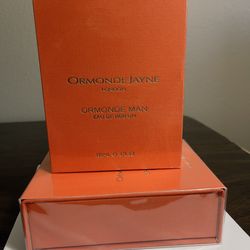 ORMONDE JAYNE
LONDON
ORMONDE MAN
EAU DE PARFUM